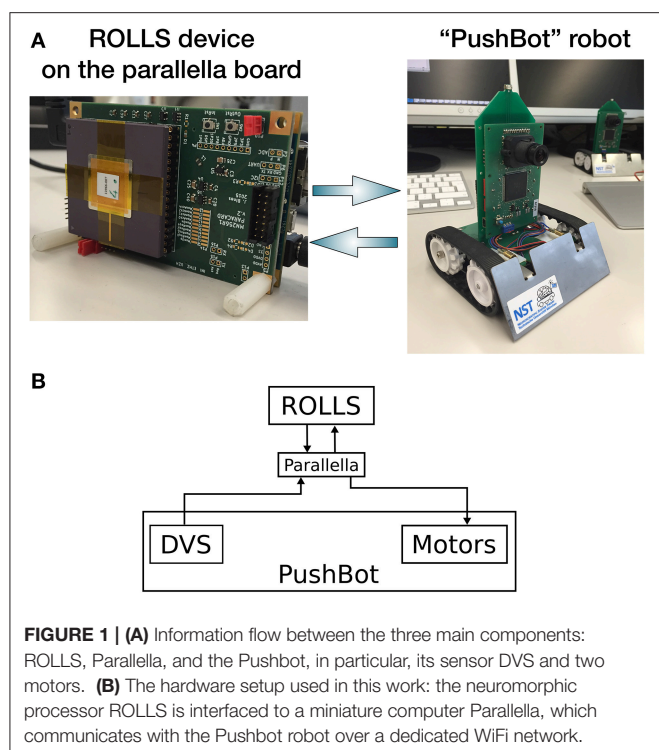 A
ROLLS device
on the parallella board
"PushBot" robot
NST
B
ROLLS
Parallella
DVS
Motors
PushBot
FIGURE 1 | (A) Information flow between the three main components:
ROLLS, Parallella, and the Pushbot, in particular, its sensor DVS and two
motors. (B) The hardware setup used in this work: the neuromorphic
processor ROLLS is interfaced to a miniature computer Parallella, which
communicates with the Pushbot robot over a dedicated WiFi network.